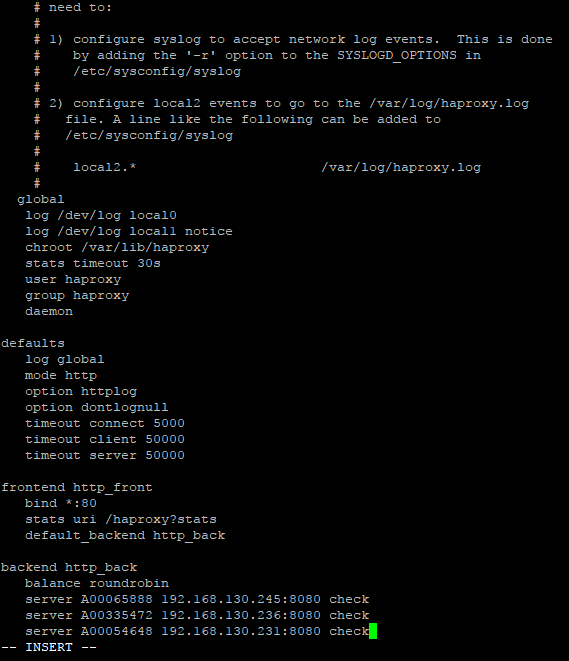 # need to:
#
# 1) configure syslog to accept network log events.  This is done
#    by adding the '-r' option to the SYSLOGD_OPTIONS in
#    /etc/sysconfig/syslog
#
# 2) configure local2 events to go to the /var/log/haproxy.log
#   file. A line like the following can be added to
#   /etc/sysconfig/syslog
#
#    local2.*                       /var/log/haproxy.log
#
global
log /dev/log local0
log /dev/log local1 notice
chroot /var/lib/haproxy
stats timeout 30s
user haproxy
group haproxy
daemon
defaults
log global
mode http
option httplog
option dontlognull
timeout connect 5000
timeout client 50000
timeout server 50000
frontend http_front
bind *:80
stats uri /haproxy?stats
default_backend http_back
backend http_back
balance roundrobin
server A00065888 192.168.130.245:8080 check
server A00335472 192.168.130.236:8080 check
server A00054648 192.168.130.231:8080 check
-- INSERT --